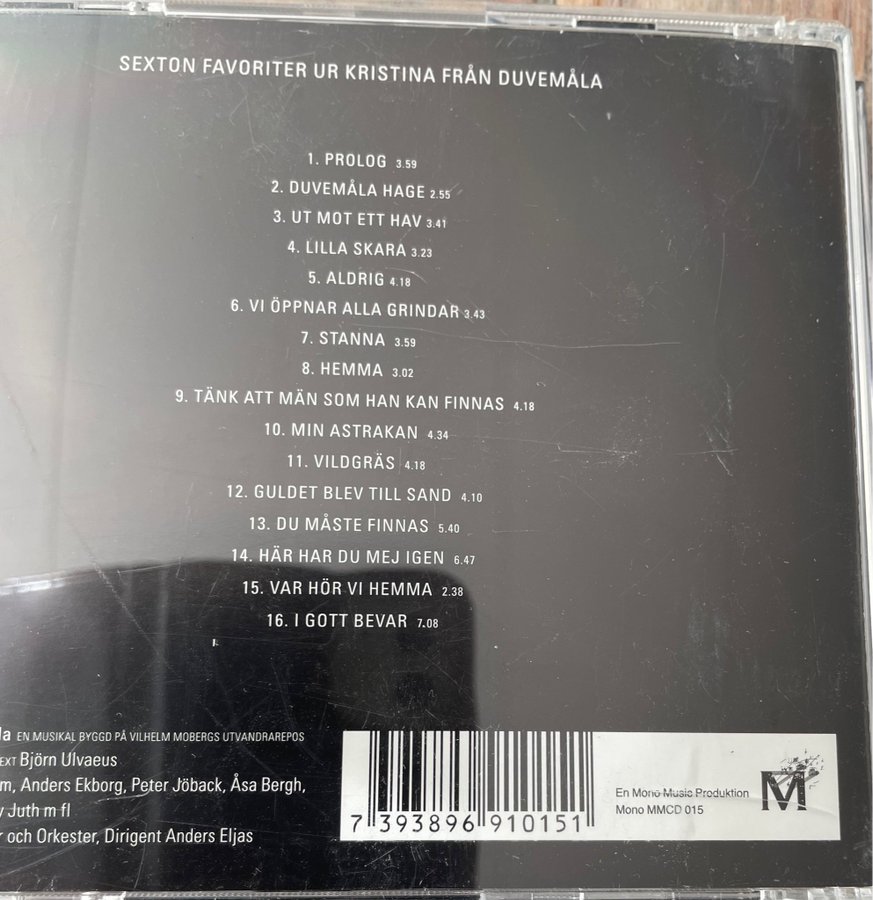 SEXTON FAVORITER UR KRISTINA FRÅN DUVEMÅLA
1. PROLOG 3.59
2. DUVEMÅLA HAGE 2.55
3. UT MOT ETT HAV 3.41
4. LILLA SKARA 3.23
5. ALDRIG 4.18
6. VI ÖPPNAR ALLA GRINDAR 3.43
7. STANNA 3.59
8. HEMMA 3.02
9. TÄNK ATT MÄN SOM HAN KAN FINNAS 4.18
10. MIN ASTRAKAN 4.34
11. VILDGRÄS 4.18
12. GULDET BLEV TILL SAND 4.10
13. DU MÅSTE FINNAS 5.40
14. HÄR HAR DU MEJ IGEN 6.47
15. VAR HÖR VI HEMMA 2.38
16. I GOTT BEVAR 7.08
la EN MUSIKAL BYGGD PÅ VILHELM MOBERGS UTVANDRAREPOS
EXT Björn Ulvaeus
m, Anders Ekborg, Peter Jöback, Åsa Bergh,
Juth m fl
r och Orkester, Dirigent Anders Eljas
7 393896 910151
En Mono Music Produktion
Mono MMCD 015
M